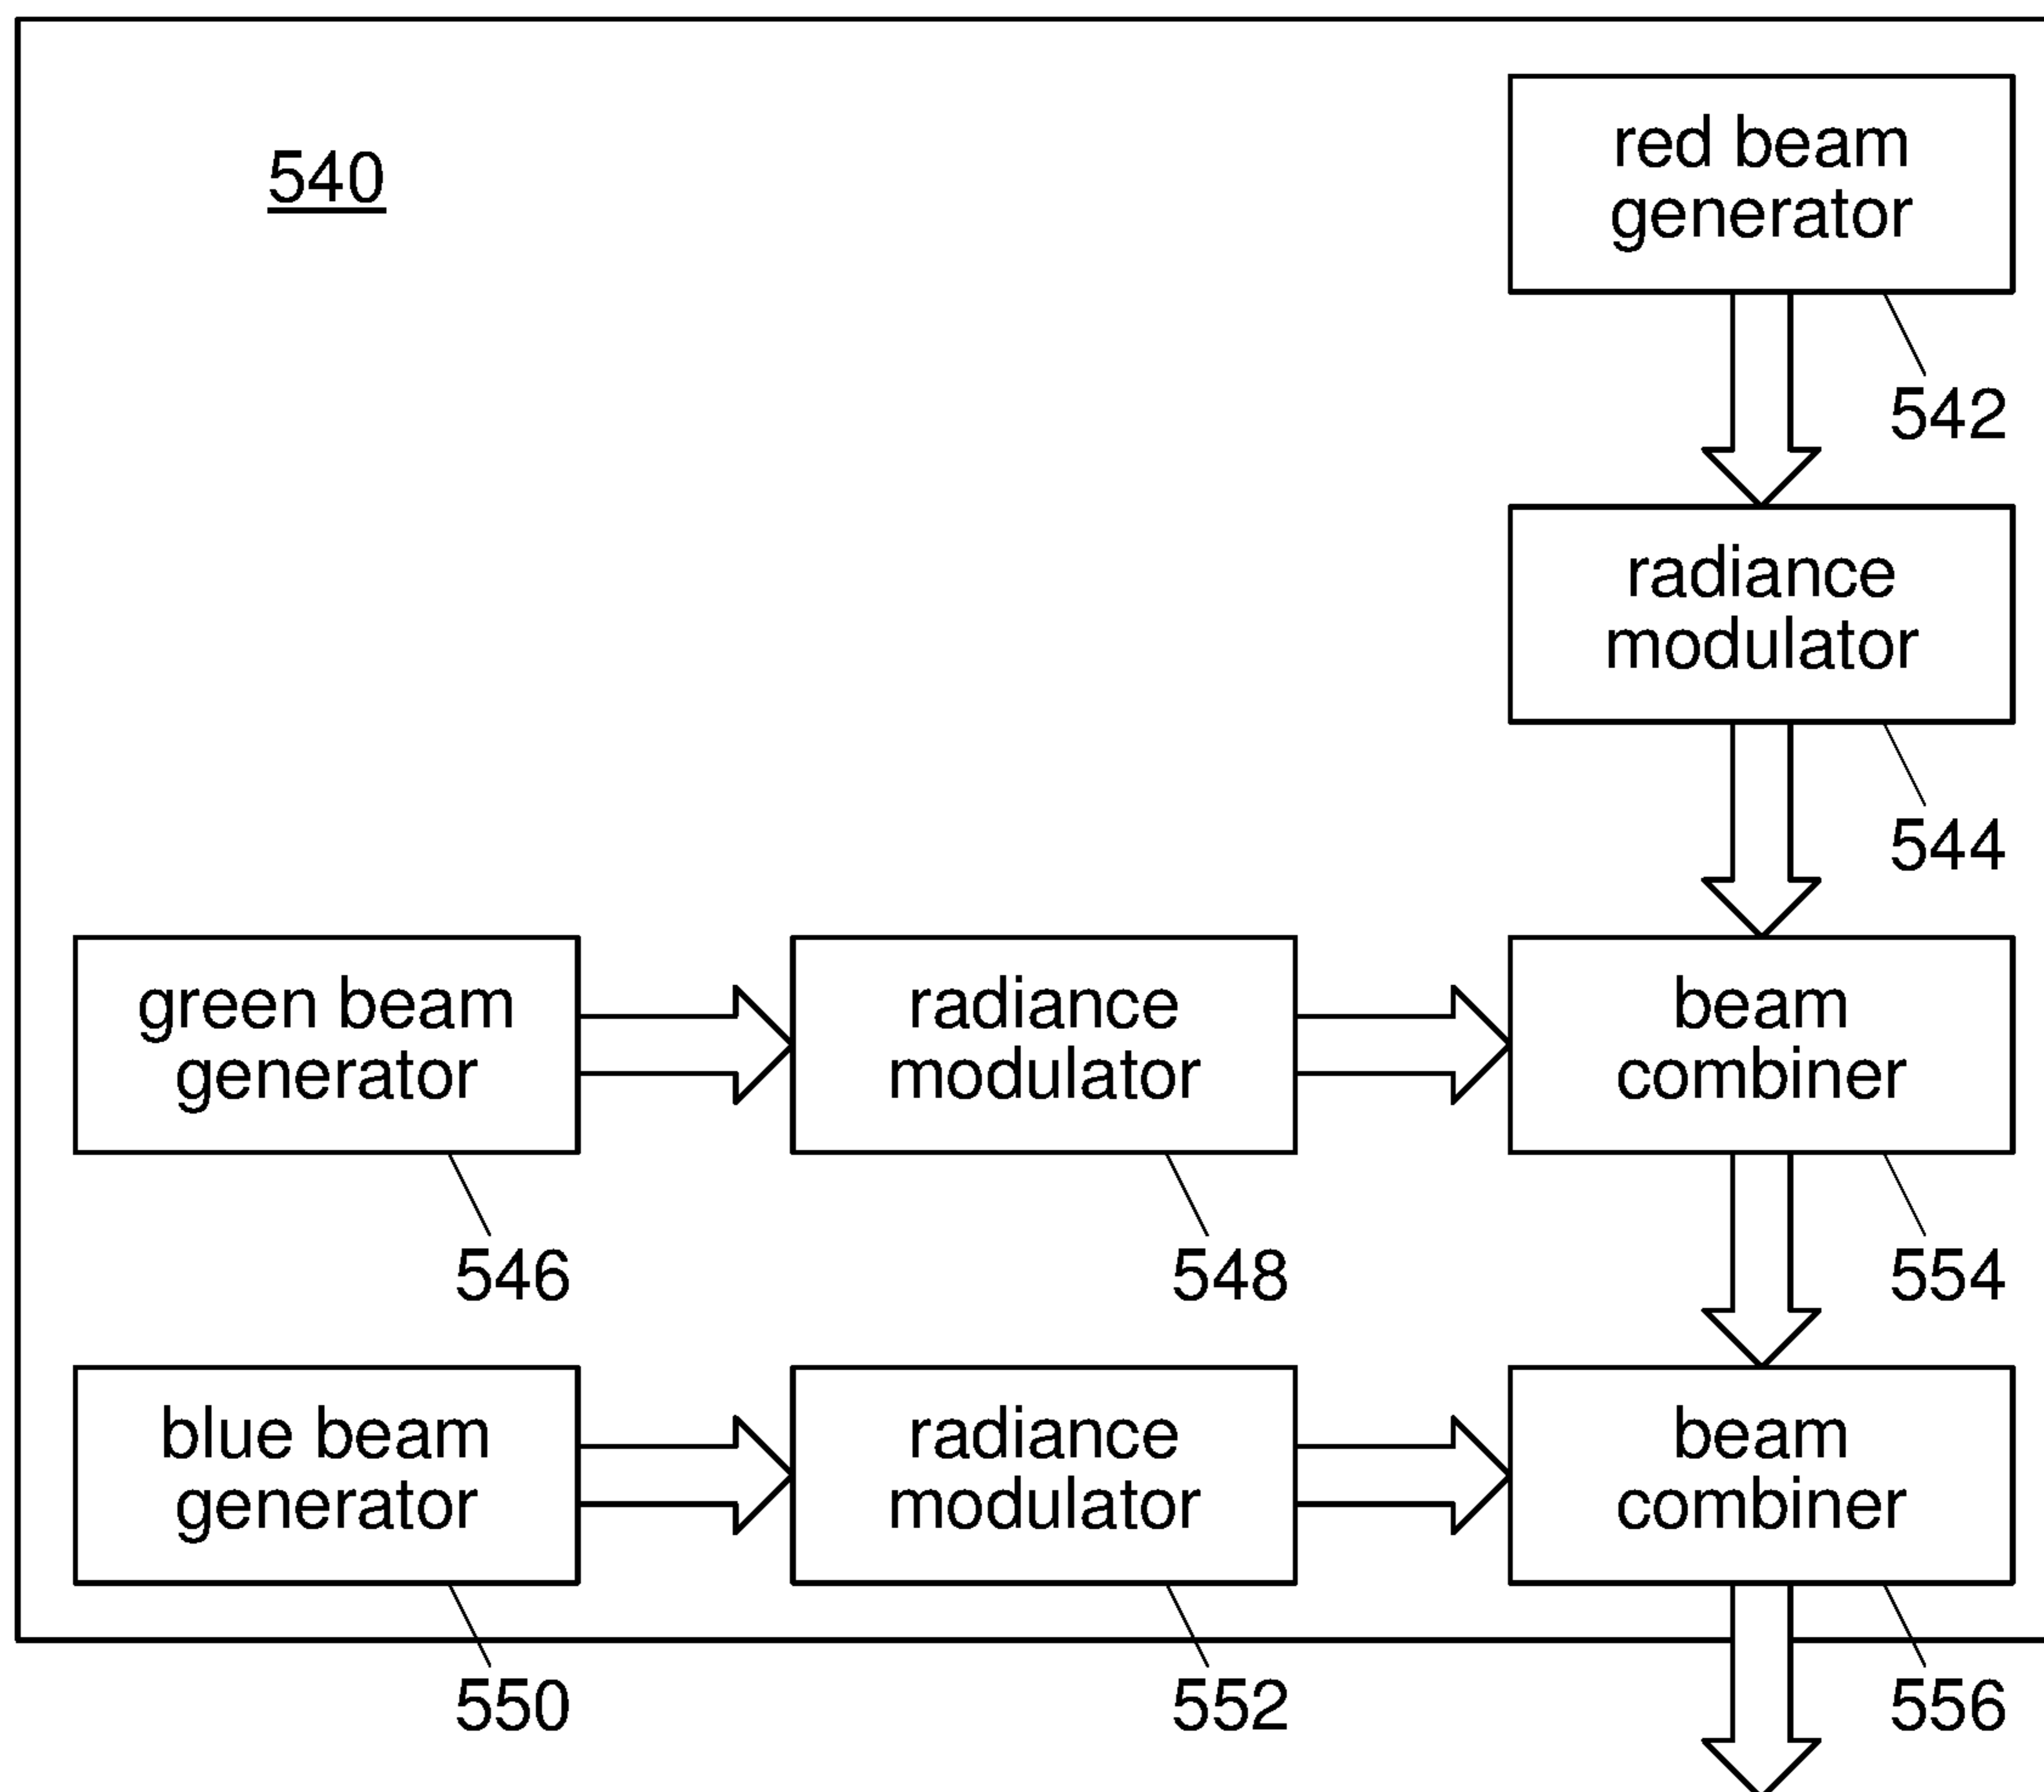 540
red beam
generator
542
radiance
modulator
544
green beam
generator
546
radiance
modulator
548
beam
combiner
554
blue beam
generator
550
radiance
modulator
552
beam
combiner
556